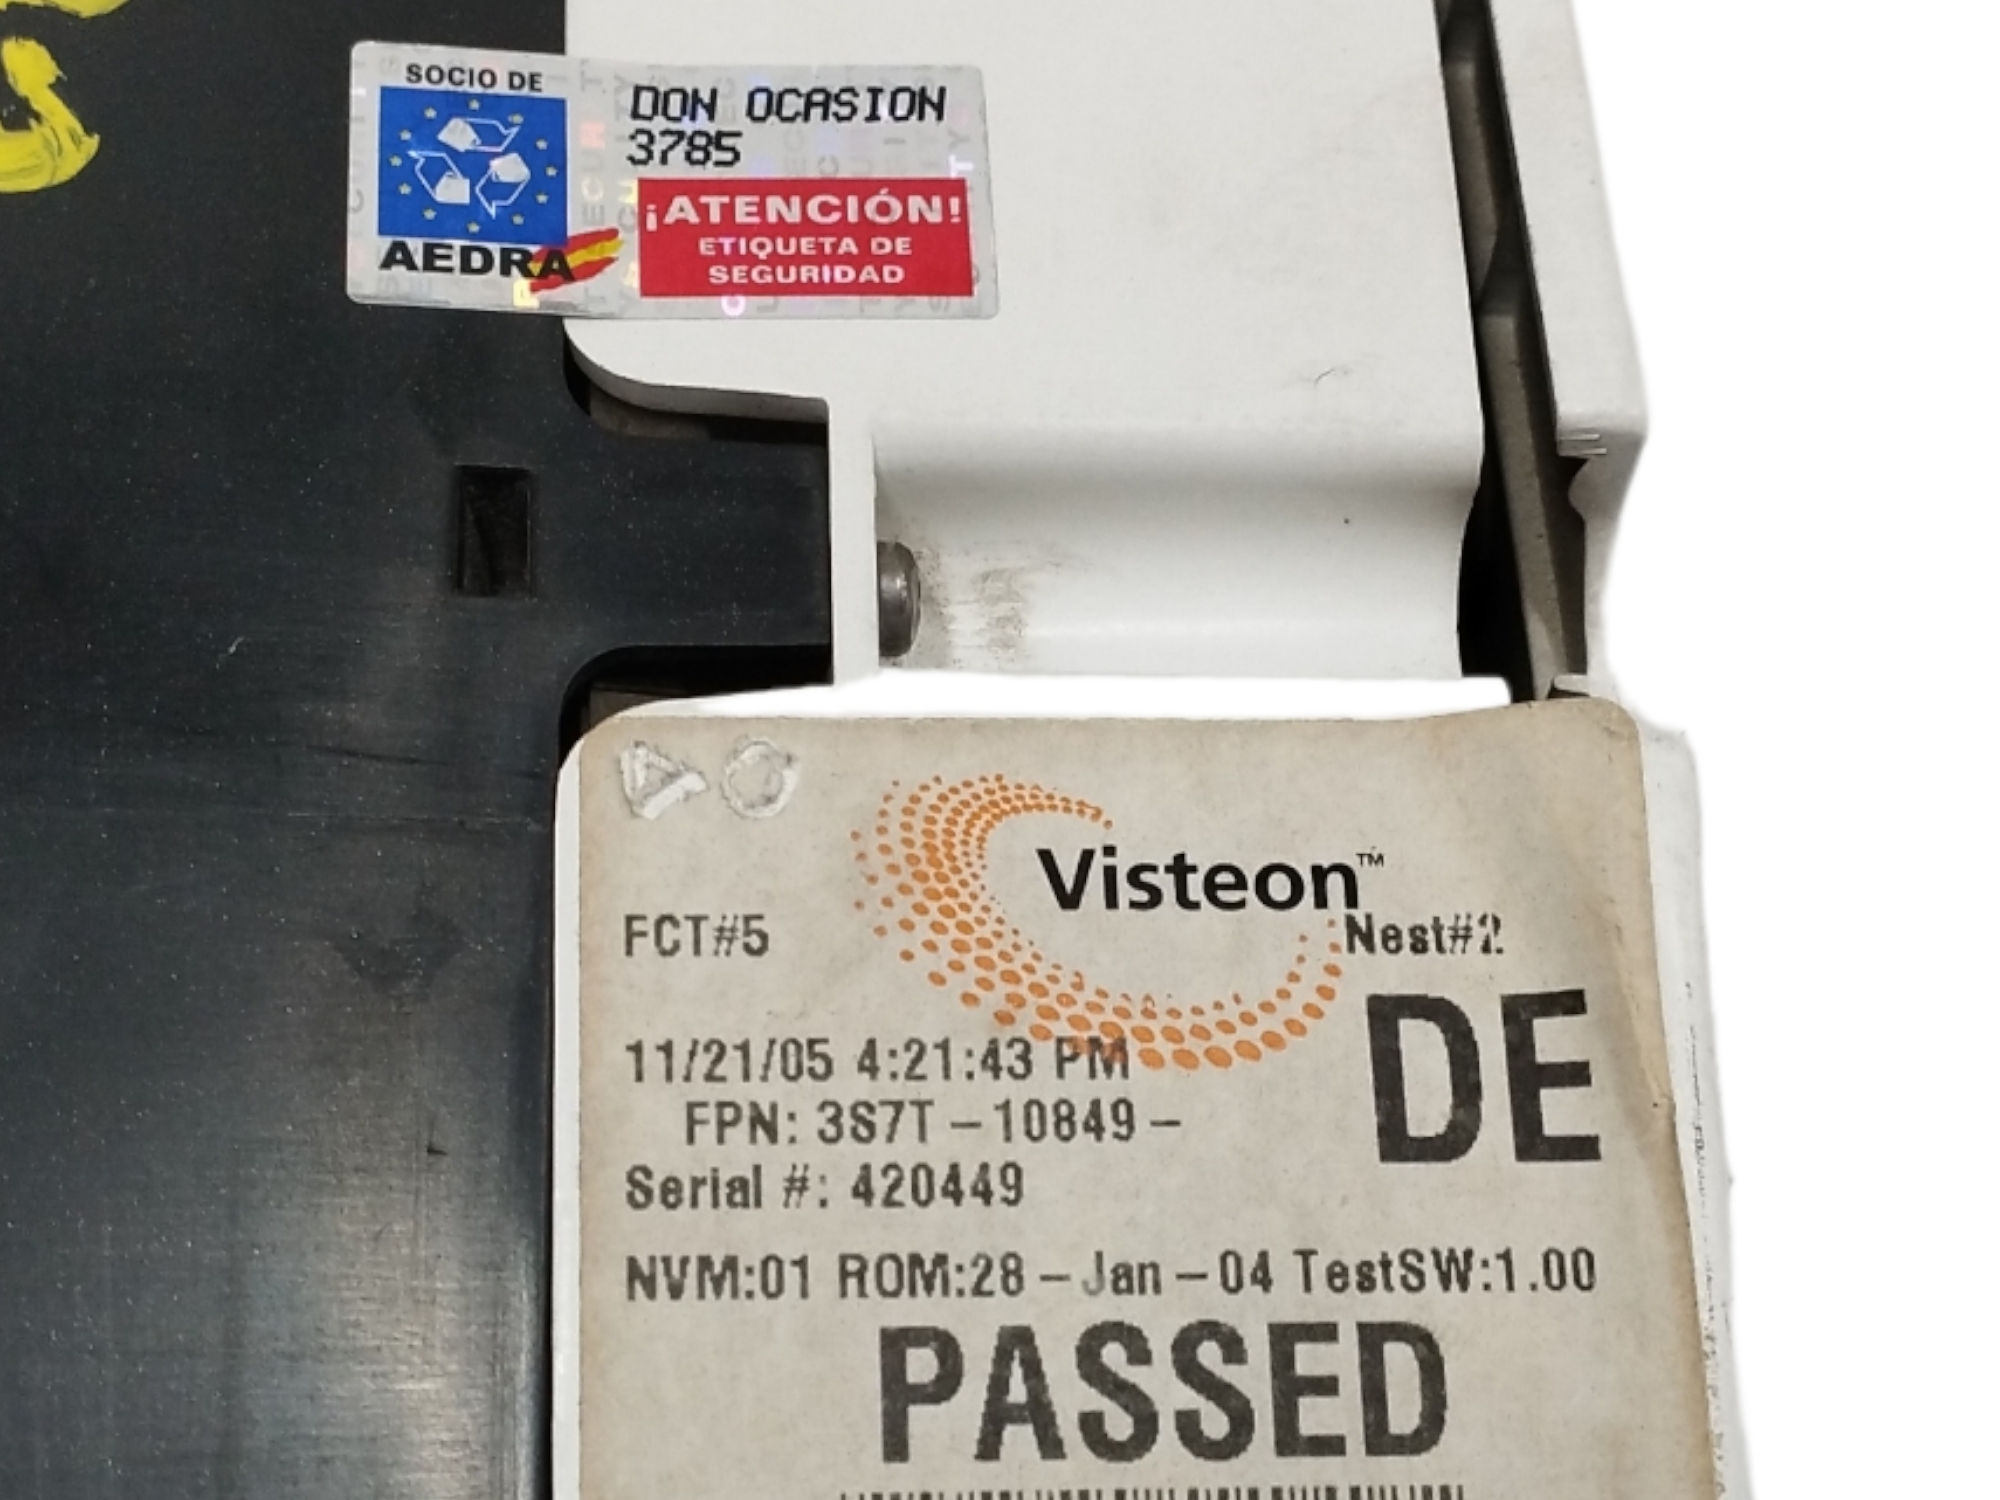 SOCIO DE
AEDRA
DON OCASION
3785
¡ATENCIÓN!
ETIQUETA DE
SEGURIDAD
Visteon™
FCT#5
Nest#2
DE
11/21/05 4:21:43 PM
FPN: 3S7T-10849-
Serial #: 420449
NVM:01 ROM:28-Jan-04 TestSW:1.00
PASSED